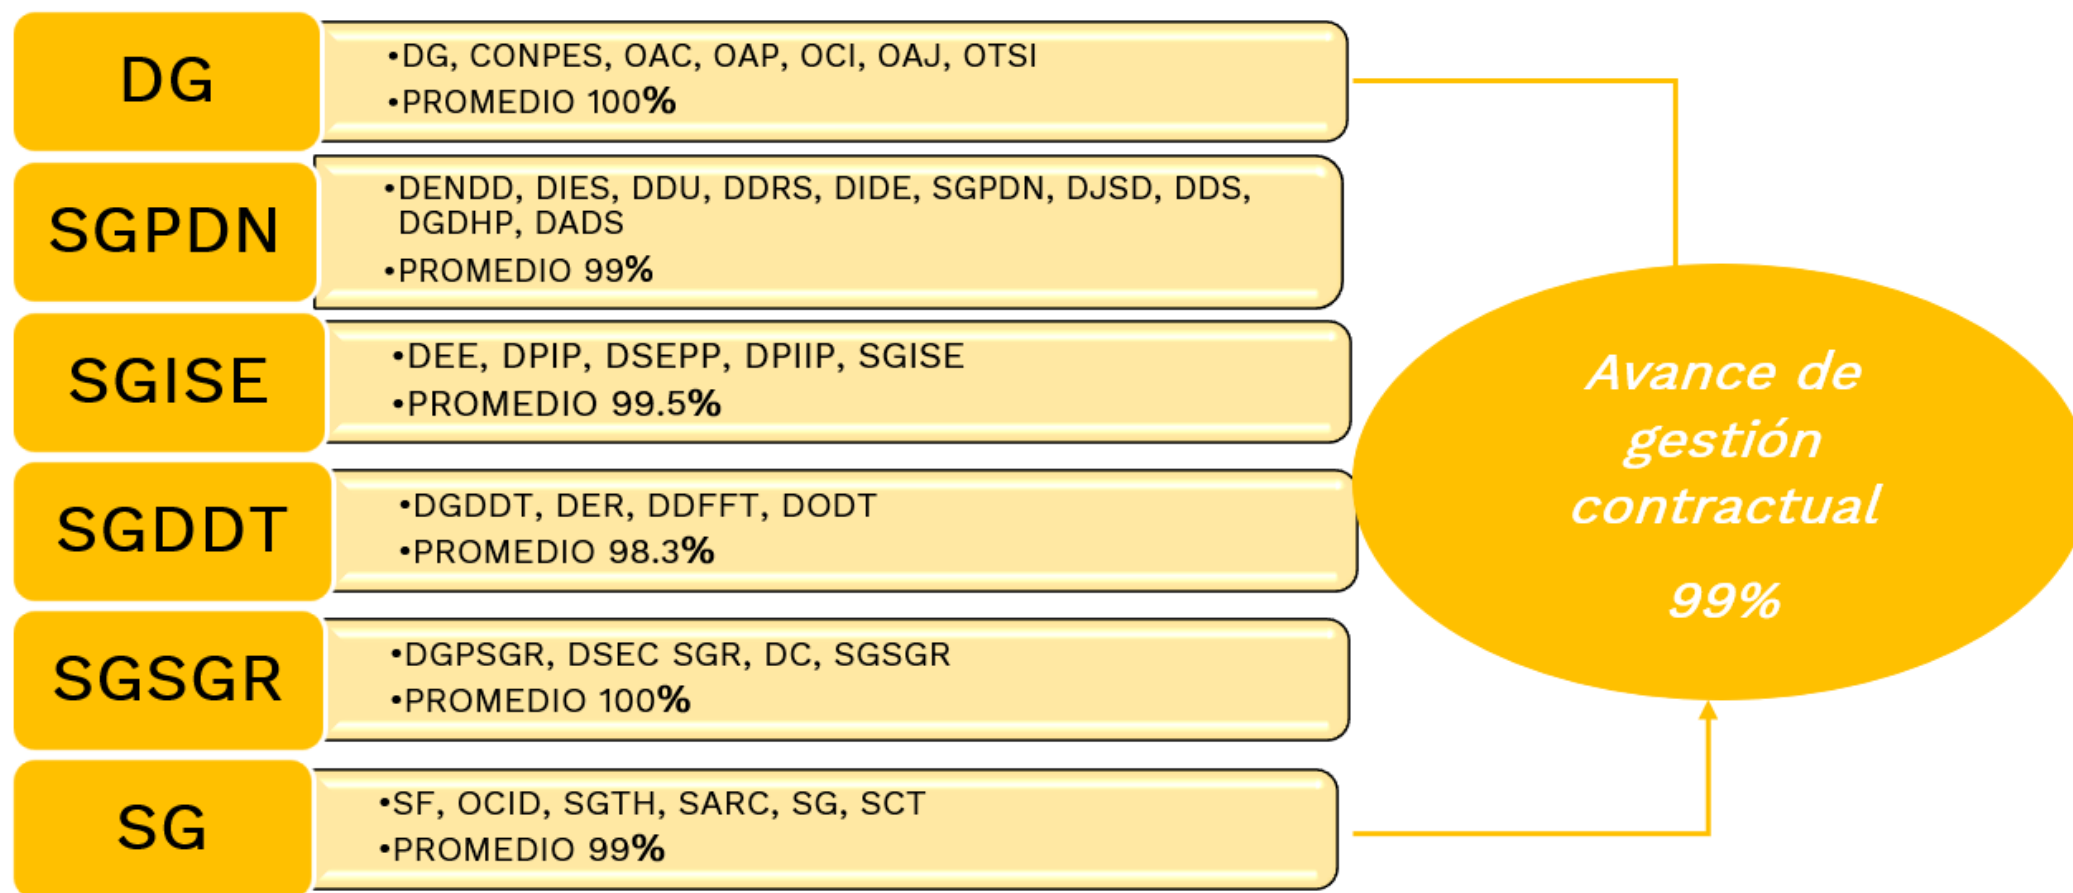 DG
•DG, CONPES, OAC, OAP, OCI, OAJ, OTSI
•PROMEDIO 100%
SGPDN
•DENDD, DIES, DDU, DDRS, DIDE, SGPDN, DJSD, DDS,
DGDHP, DADS
•PROMEDIO 99%
SGISE
•DEE, DPIP, DSEPP, DPIIP, SGISE
•PROMEDIO 99.5%
SGDDT
•DGDDT, DER, DDFFT, DODT
•PROMEDIO 98.3%
SGSGR
•DGPSGR, DSEC SGR, DC, SGSGR
•PROMEDIO 100%
SG
•SF, OCID, SGTH, SARC, SG, SCT
•PROMEDIO 99%
Avance de
gestión
contractual
99%